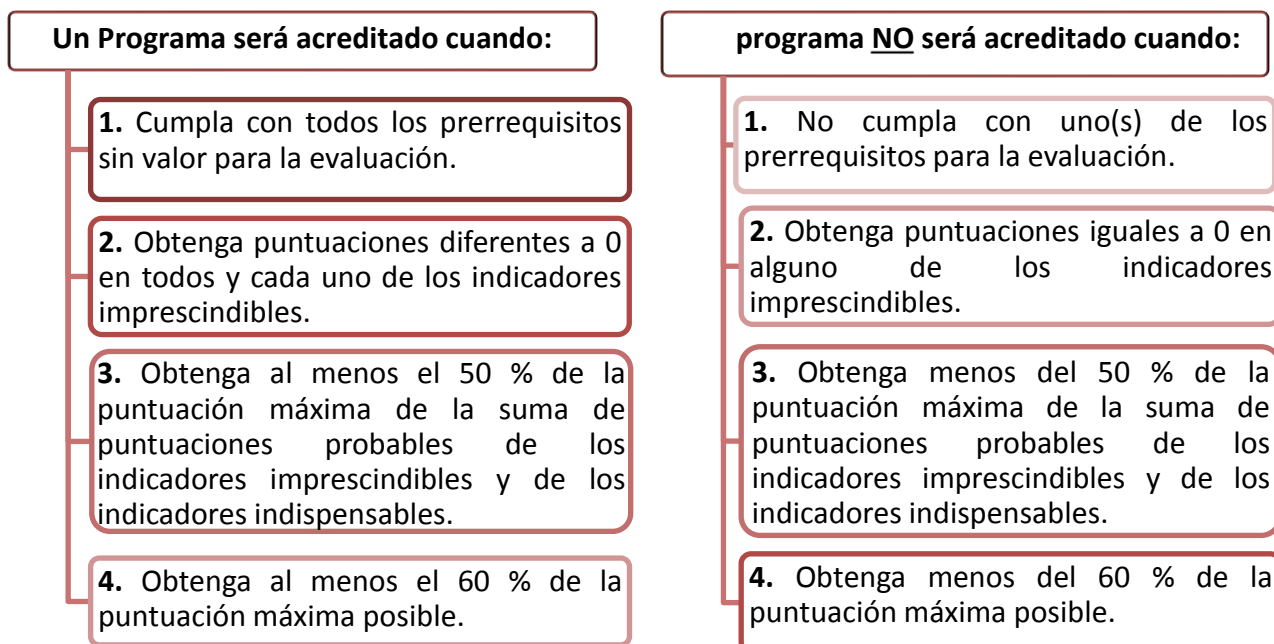 Un Programa será acreditado cuando:
1. Cumpla con todos los prerrequisitos
sin valor para la evaluación.
2. Obtenga puntuaciones diferentes a 0
en todos y cada uno de los indicadores
imprescindibles.
3. Obtenga al menos el 50 % de la
puntuación máxima de la suma de
puntuaciones probables de los
indicadores imprescindibles y de los
indicadores indispensables.
4. Obtenga al menos el 60 % de la
puntuación máxima posible.
programa NO será acreditado cuando:
1. No cumpla con uno(s) de los
prerrequisitos para la evaluación.
2. Obtenga puntuaciones iguales a 0 en
alguno de los indicadores
imprescindibles.
3. Obtenga menos del 50 % de la
puntuación máxima de la suma de
puntuaciones probables de los
indicadores imprescindibles y de los
indicadores indispensables.
4. Obtenga menos del 60 % de la
puntuación máxima posible.